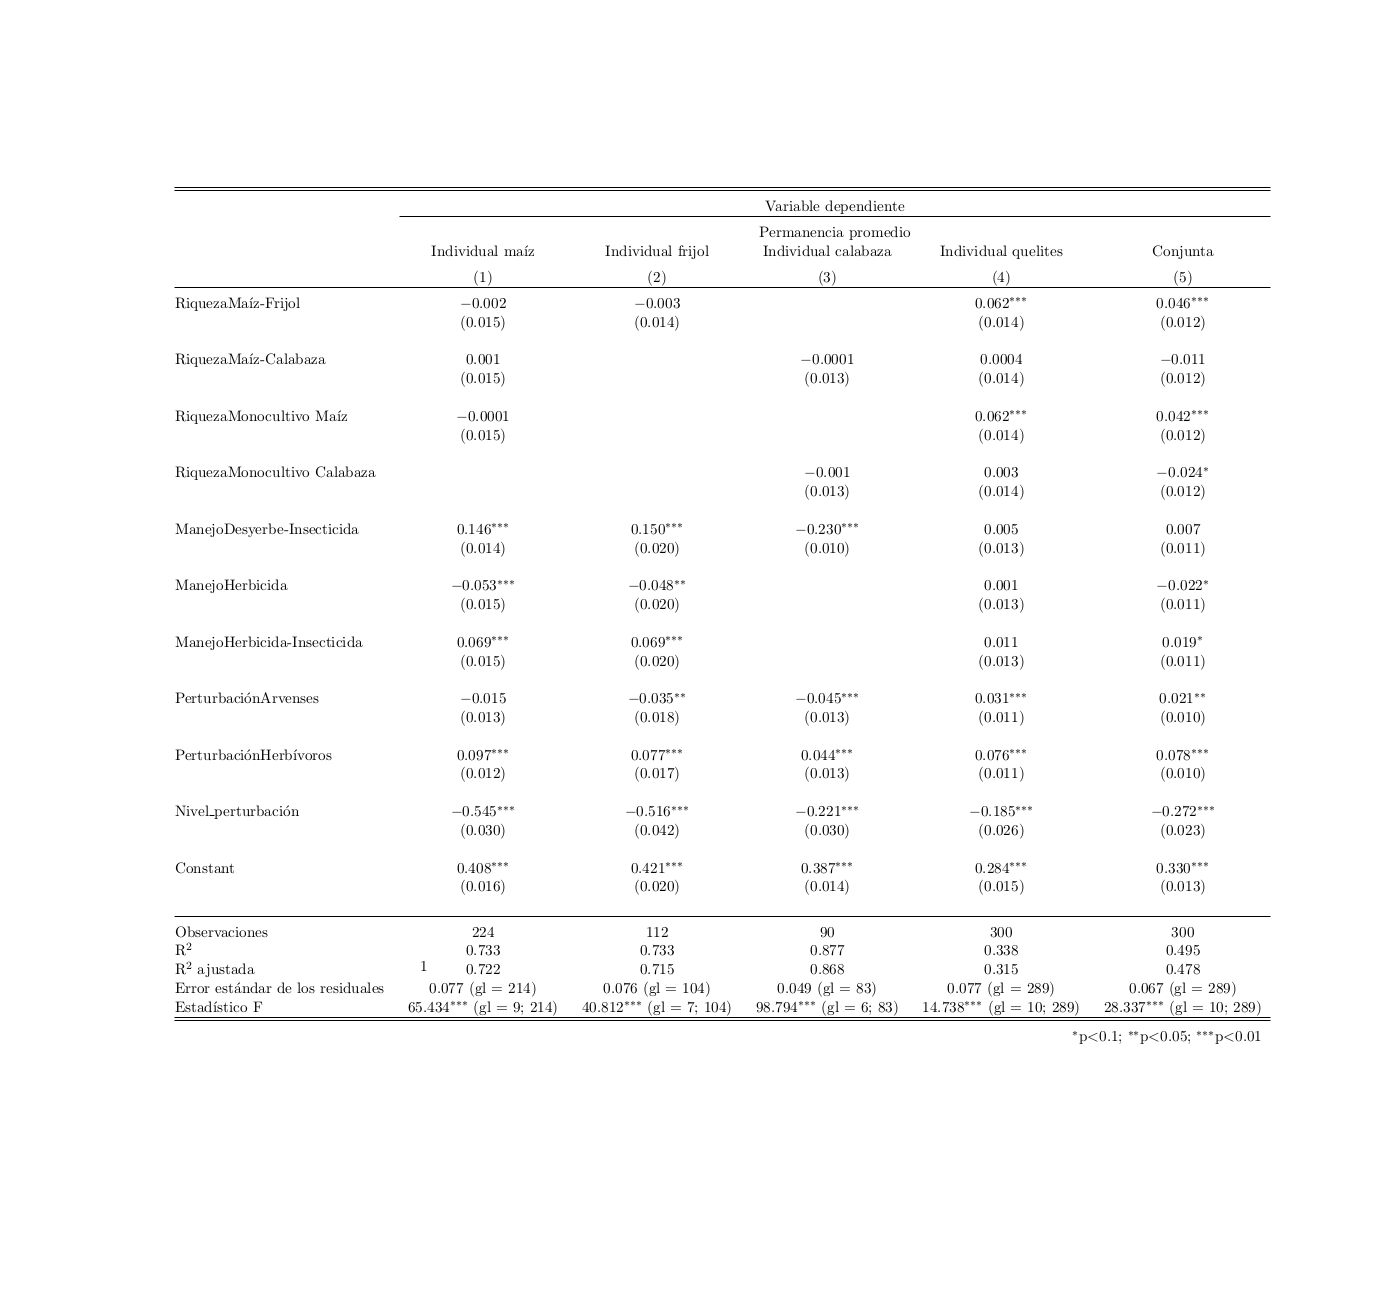 Variable dependiente
Permanencia promedio
Individual maíz Individual frijol Individual calabaza Individual quelites Conjunta
(1) (2) (3) (4) (5)
RiquezaMaíz-Frijol −0.002 −0.003 0.062*** 0.046***
(0.015) (0.014) (0.014) (0.012)
RiquezaMaíz-Calabaza 0.001 −0.0001 0.0004 −0.011
(0.015) (0.013) (0.014) (0.012)
RiquezaMonocultivo Maíz −0.0001 0.062*** 0.042***
(0.015) (0.014) (0.012)
RiquezaMonocultivo Calabaza −0.001 0.003 −0.024*
(0.013) (0.014) (0.012)
ManejoDesyerbe-Insecticida 0.146*** 0.150*** −0.230*** 0.005 0.007
(0.014) (0.020) (0.010) (0.013) (0.011)
ManejoHerbicida −0.053*** −0.048** 0.001 −0.022*
(0.015) (0.020) (0.013) (0.011)
ManejoHerbicida-Insecticida 0.069*** 0.069*** 0.011 0.019*
(0.015) (0.020) (0.013) (0.011)
PerturbaciónArvenses −0.015 −0.035** −0.045*** 0.031*** 0.021**
(0.013) (0.018) (0.013) (0.011) (0.010)
PerturbaciónHerbívoros 0.097*** 0.077*** 0.044*** 0.076*** 0.078***
(0.012) (0.017) (0.013) (0.011) (0.010)
Nivel_perturbación −0.545*** −0.516*** −0.221*** −0.185*** −0.272***
(0.030) (0.042) (0.030) (0.026) (0.023)
Constant 0.408*** 0.421*** 0.387*** 0.284*** 0.330***
(0.016) (0.020) (0.014) (0.015) (0.013)
Observaciones 224 112 90 300 300
R² 0.733 0.733 0.877 0.338 0.495
R² ajustada 1 0.722 0.715 0.868 0.315 0.478
Error estándar de los residuales 0.077 (gl = 214) 0.076 (gl = 104) 0.049 (gl = 83) 0.077 (gl = 289) 0.067 (gl = 289)
Estadístico F 65.434*** (gl = 9; 214) 40.812*** (gl = 7; 104) 98.794*** (gl = 6; 83) 14.738*** (gl = 10; 289) 28.337*** (gl = 10; 289)
*p<0.1; **p<0.05; ***p<0.01